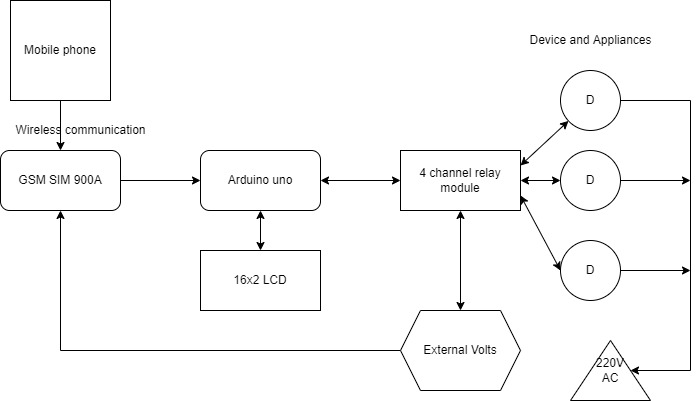 Mobile phone
Device and Appliances
D
Wireless communication
GSM SIM 900A
Arduino uno
4 channel relay
module
D
16x2 LCD
D
External Volts
220V
AC